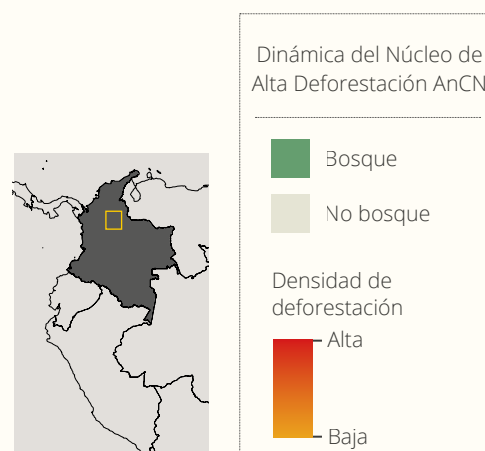 Dinámica del Núcleo de
Alta Deforestación AnCN
Bosque
No bosque
Densidad de
deforestación
Alta
Baja